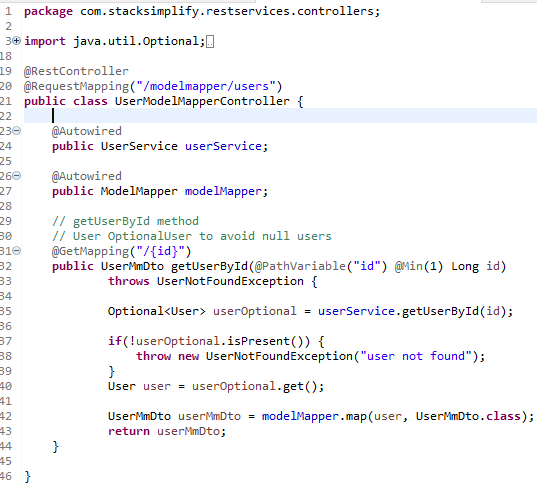 1 package com.stacksimplify.restservices.controllers;
2
3 import java.util.Optional;
18
19 @RestController
20 @RequestMapping("/modelmapper/users")
21 public class UserModelMapperController {
22
23 @Autowired
24 public UserService userService;
25
26 @Autowired
27 public ModelMapper modelMapper;
28
29 // getUserById method
30 // User OptionalUser to avoid null users
31 @GetMapping("/{id}")
32 public UserMmDto getUserById(@PathVariable("id") @Min(1) Long id)
33 throws UserNotFoundException {
34
35 Optional<User> userOptional = userService.getUserById(id);
36
37 if(!userOptional.isPresent()) {
38 throw new UserNotFoundException("user not found");
39 }
40 User user = userOptional.get();
41
42 UserMmDto userMmDto = modelMapper.map(user, UserMmDto.class);
43 return userMmDto;
44 }
45
46 }